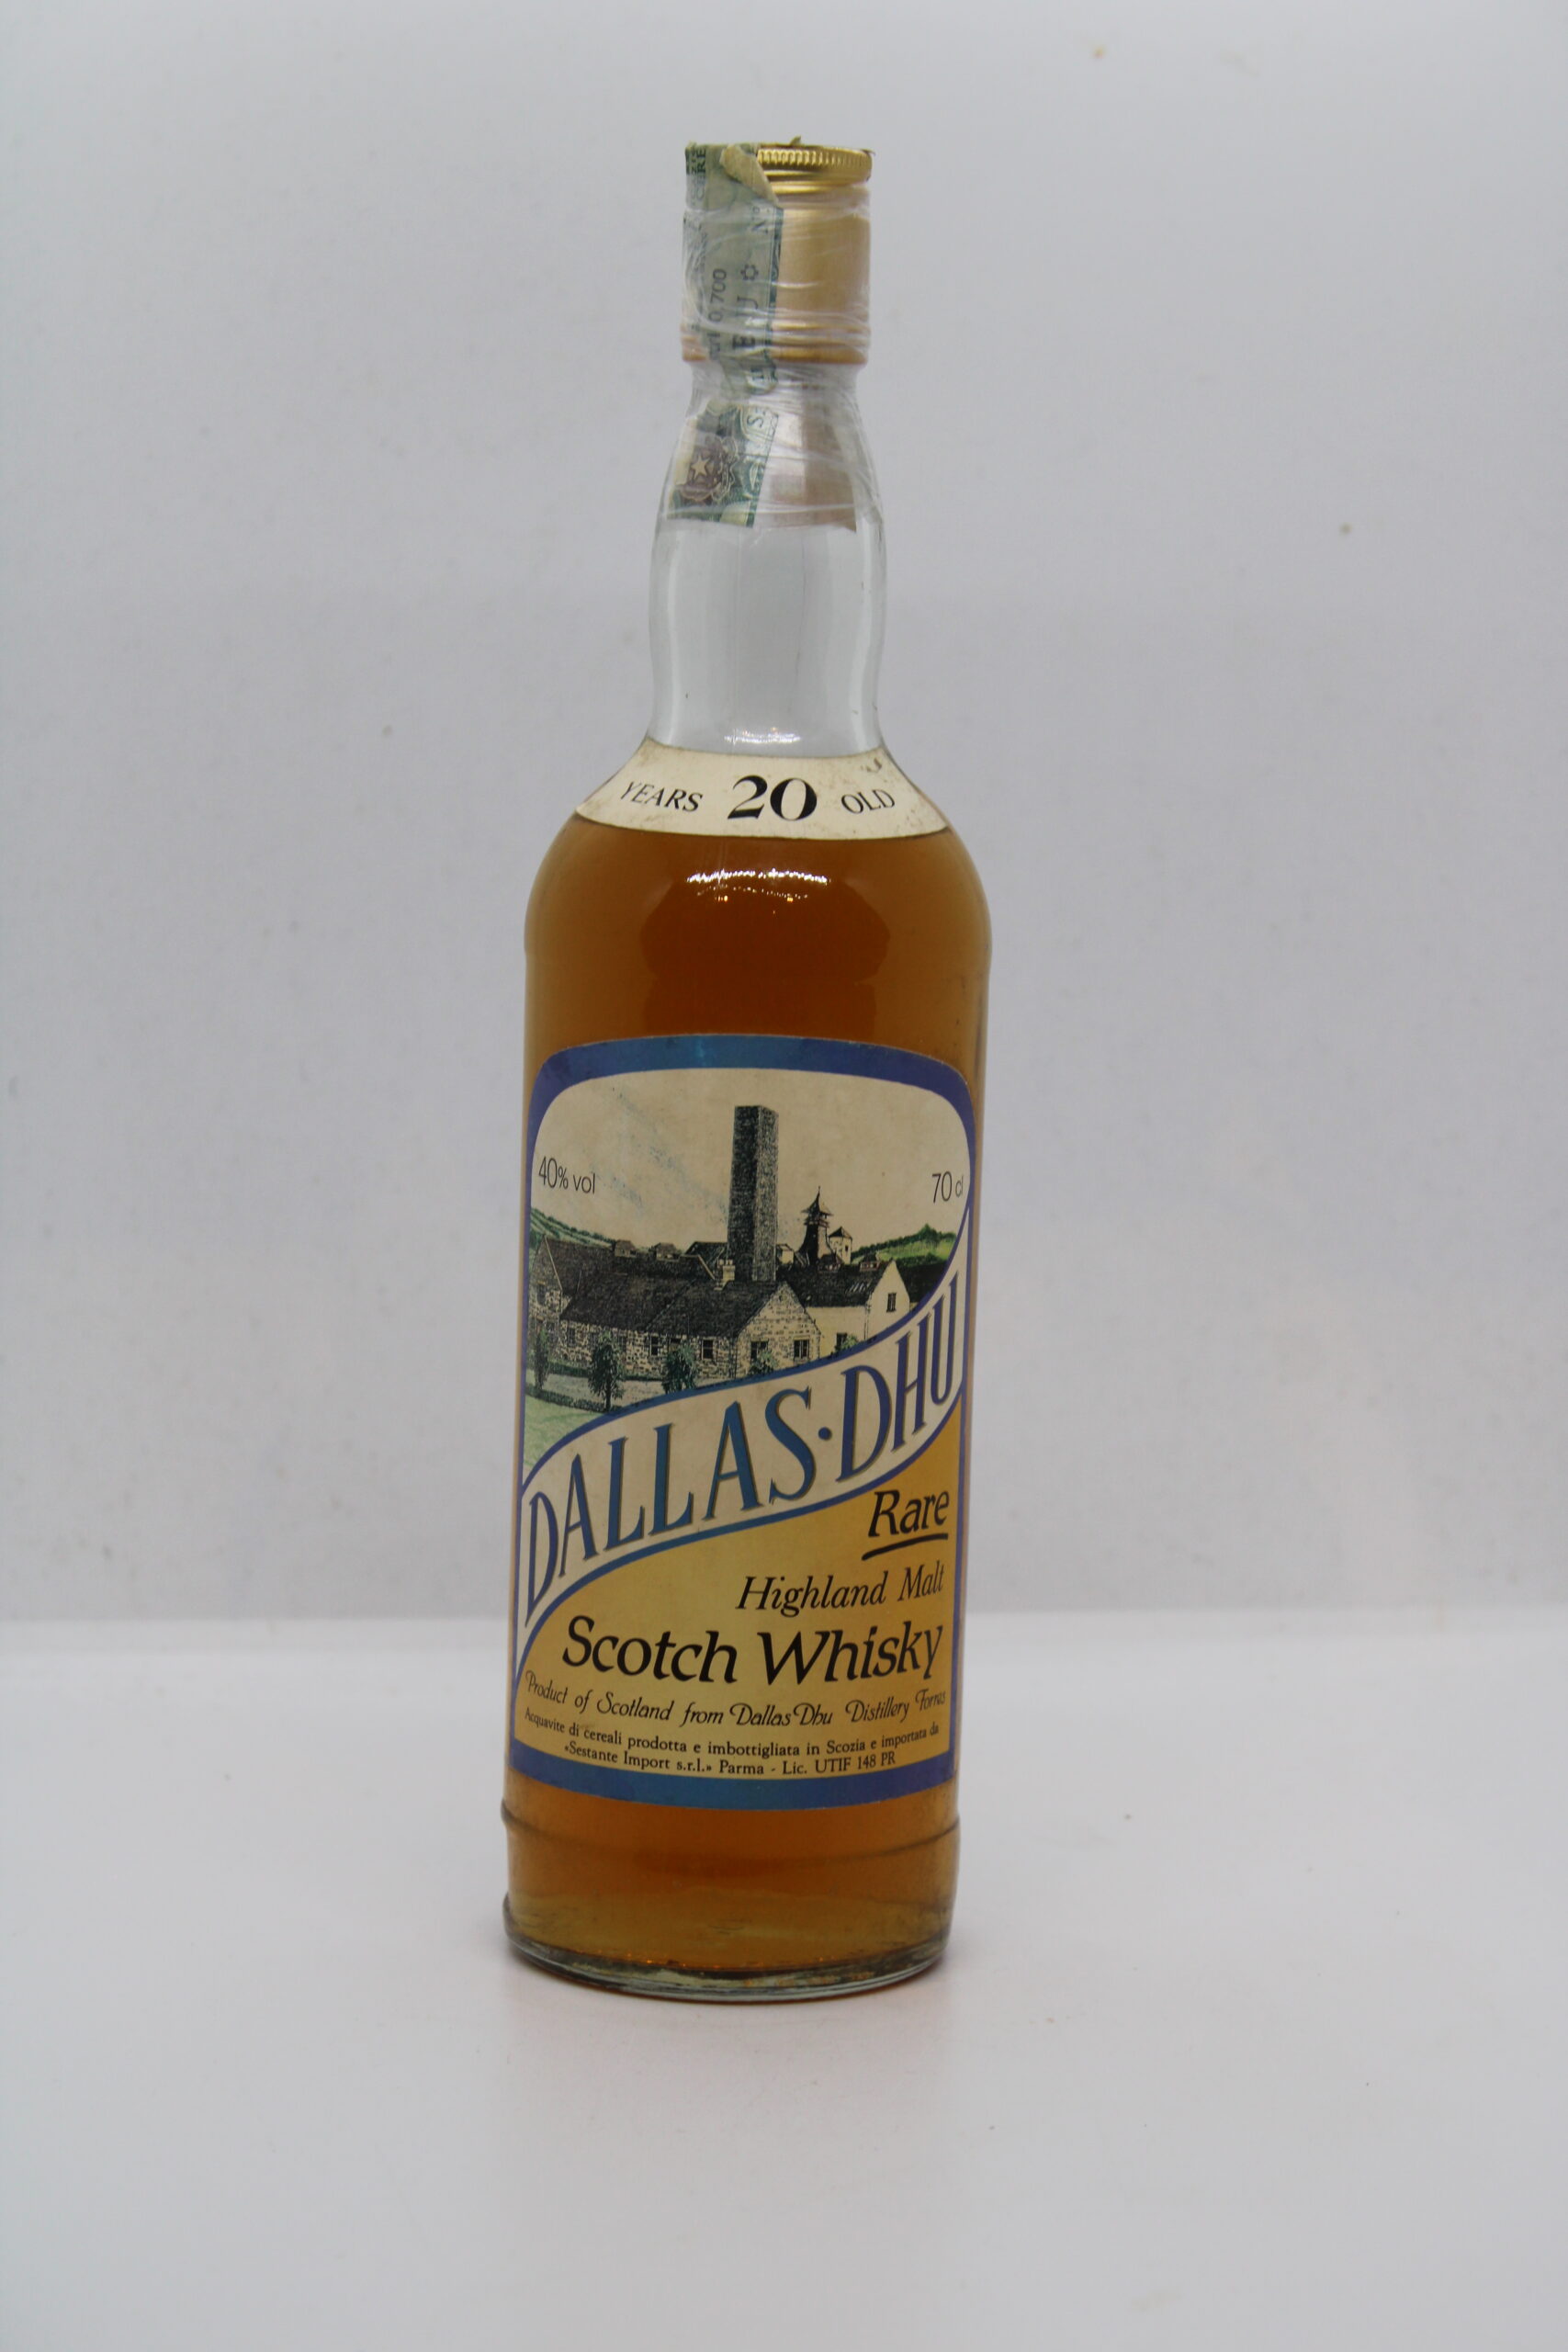 0,700
YEARS 20 OLD
40% vol
70 cl
DALLAS·DHU
Rare
Highland Malt
Scotch Whisky
Product of Scotland from Dallas Dhu Distillery Forres
Acquavite di cereali prodotta e imbottigliata in Scozia e importata da
«Sestante Import s.r.l.» Parma - Lic. UTIF 148 PR